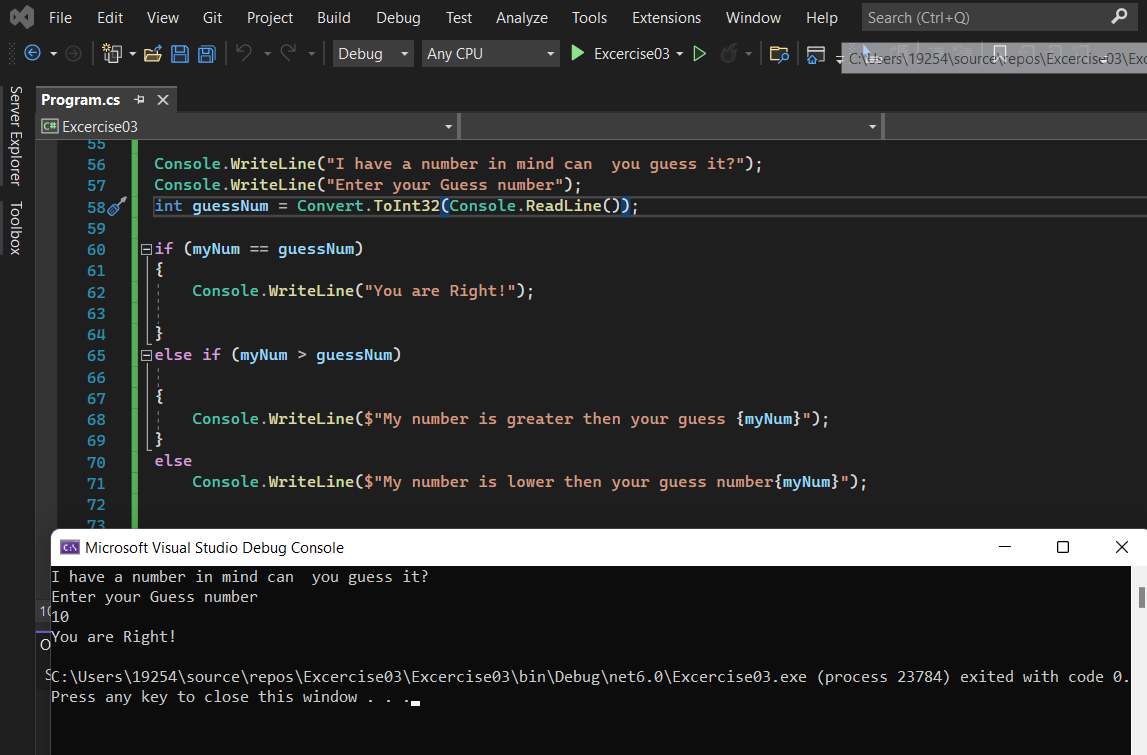 File Edit View Git Project Build Debug Test Analyze Tools Extensions Window Help Search (Ctrl+Q)
Debug Any CPU Excercise03
C:\Users\19254\source\repos\Excercise03\Exc
Server Explorer
Toolbox
Program.cs
C# Excercise03
55
56 Console.WriteLine("I have a number in mind can  you guess it?");
57 Console.WriteLine("Enter your Guess number");
58 int guessNum = Convert.ToInt32(Console.ReadLine());
59
60 if (myNum == guessNum)
61 {
62 Console.WriteLine("You are Right!");
63
64 }
65 else if (myNum > guessNum)
66
67 {
68 Console.WriteLine($"My number is greater then your guess {myNum}");
69 }
70 else
71 Console.WriteLine($"My number is lower then your guess number{myNum}");
72
73
C:\ Microsoft Visual Studio Debug Console
I have a number in mind can  you guess it?
Enter your Guess number
10
You are Right!
C:\Users\19254\source\repos\Excercise03\Excercise03\bin\Debug\net6.0\Excercise03.exe (process 23784) exited with code 0.
Press any key to close this window . . .